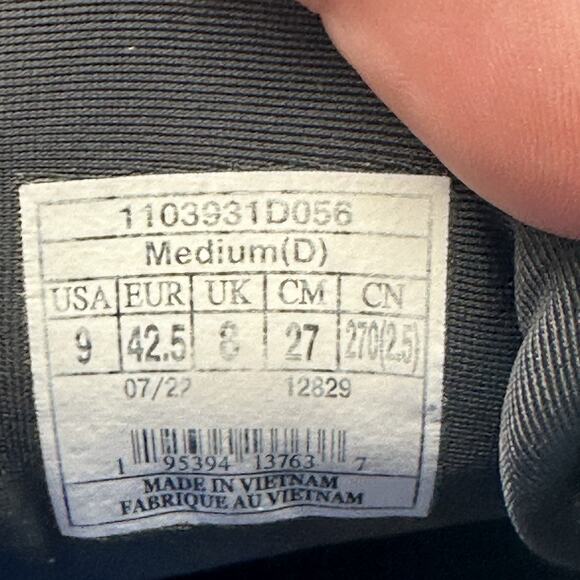 1103931D056
Medium(D)
USA EUR UK CM CN
9 42.5 8 27 270(2.5)
07/22 12829
1 95394 13763 7
MADE IN VIETNAM
FABRIQUE AU VIETNAM